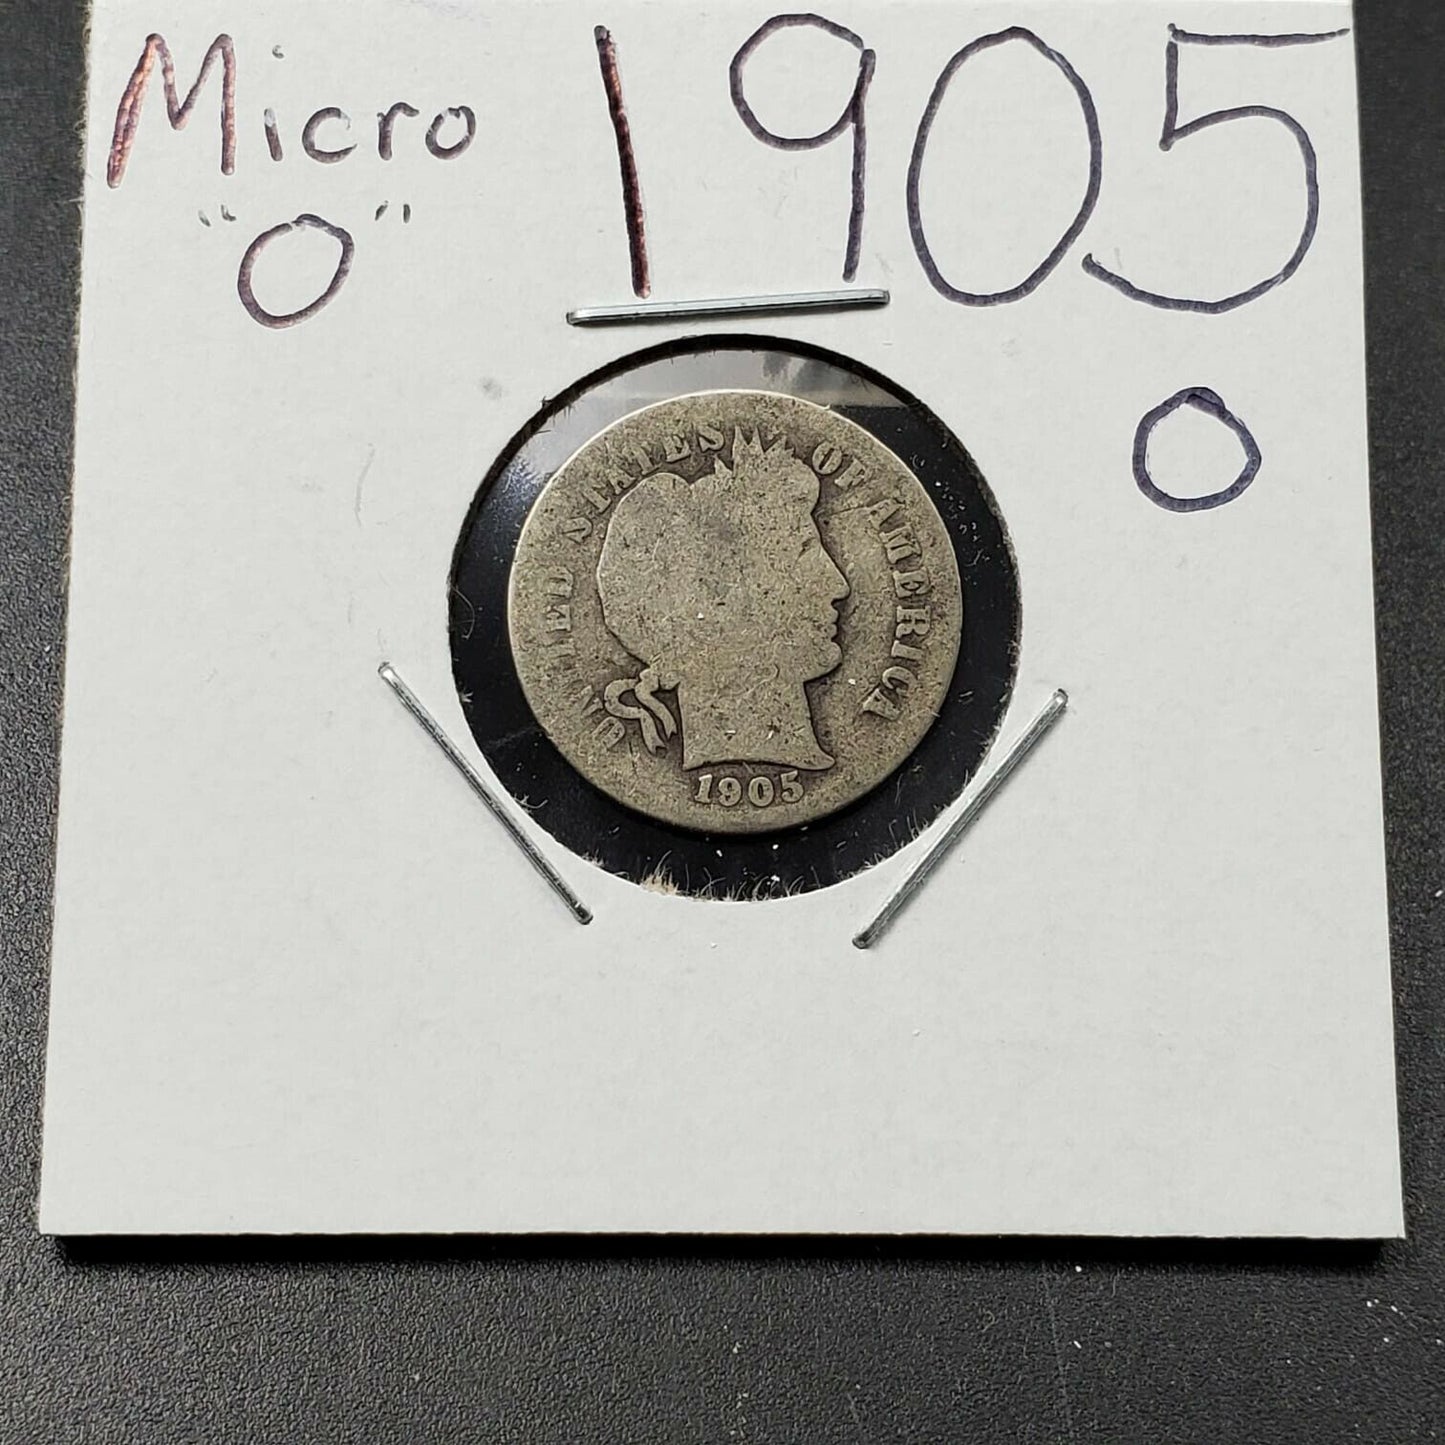 Micro 1905
"O"
O
UNITED STATES OF AMERICA
1905